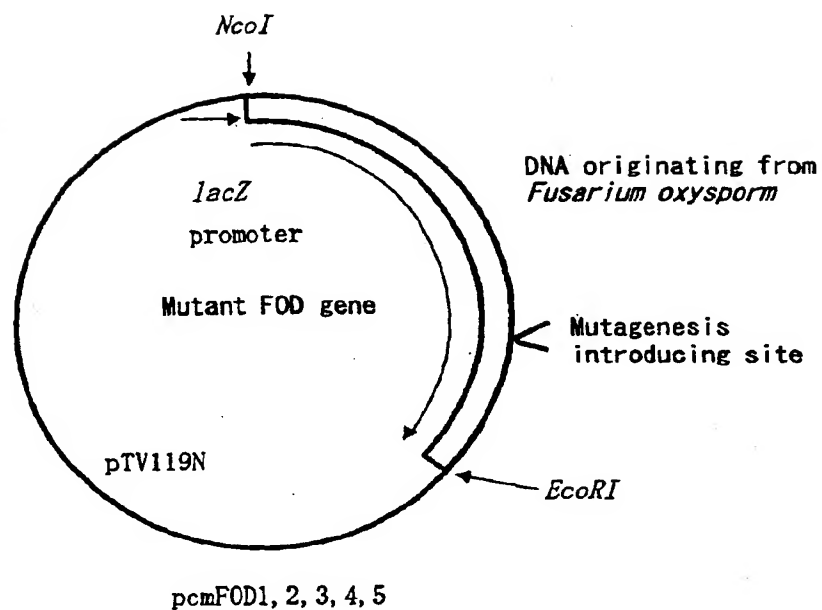 NcoI
DNA originating from
Fusarium oxysporm
lacZ
promoter
Mutant FOD gene
Mutagenesis
introducing site
pTV119N
EcoRI
pcmFOD1, 2, 3, 4, 5